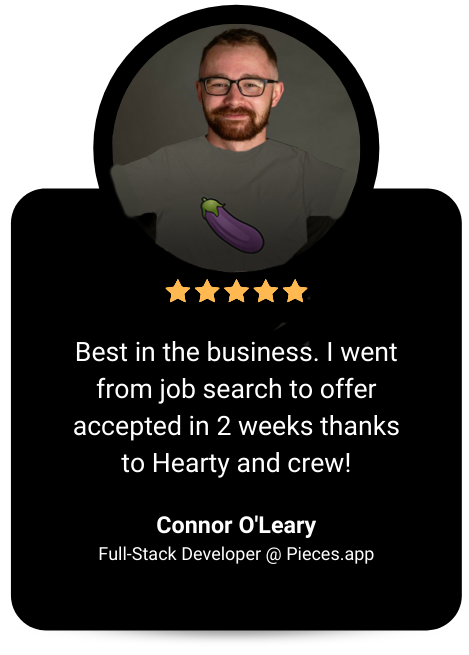 Best in the business. I went
from job search to offer
accepted in 2 weeks thanks
to Hearty and crew!
Connor O'Leary
Full-Stack Developer @ Pieces.app